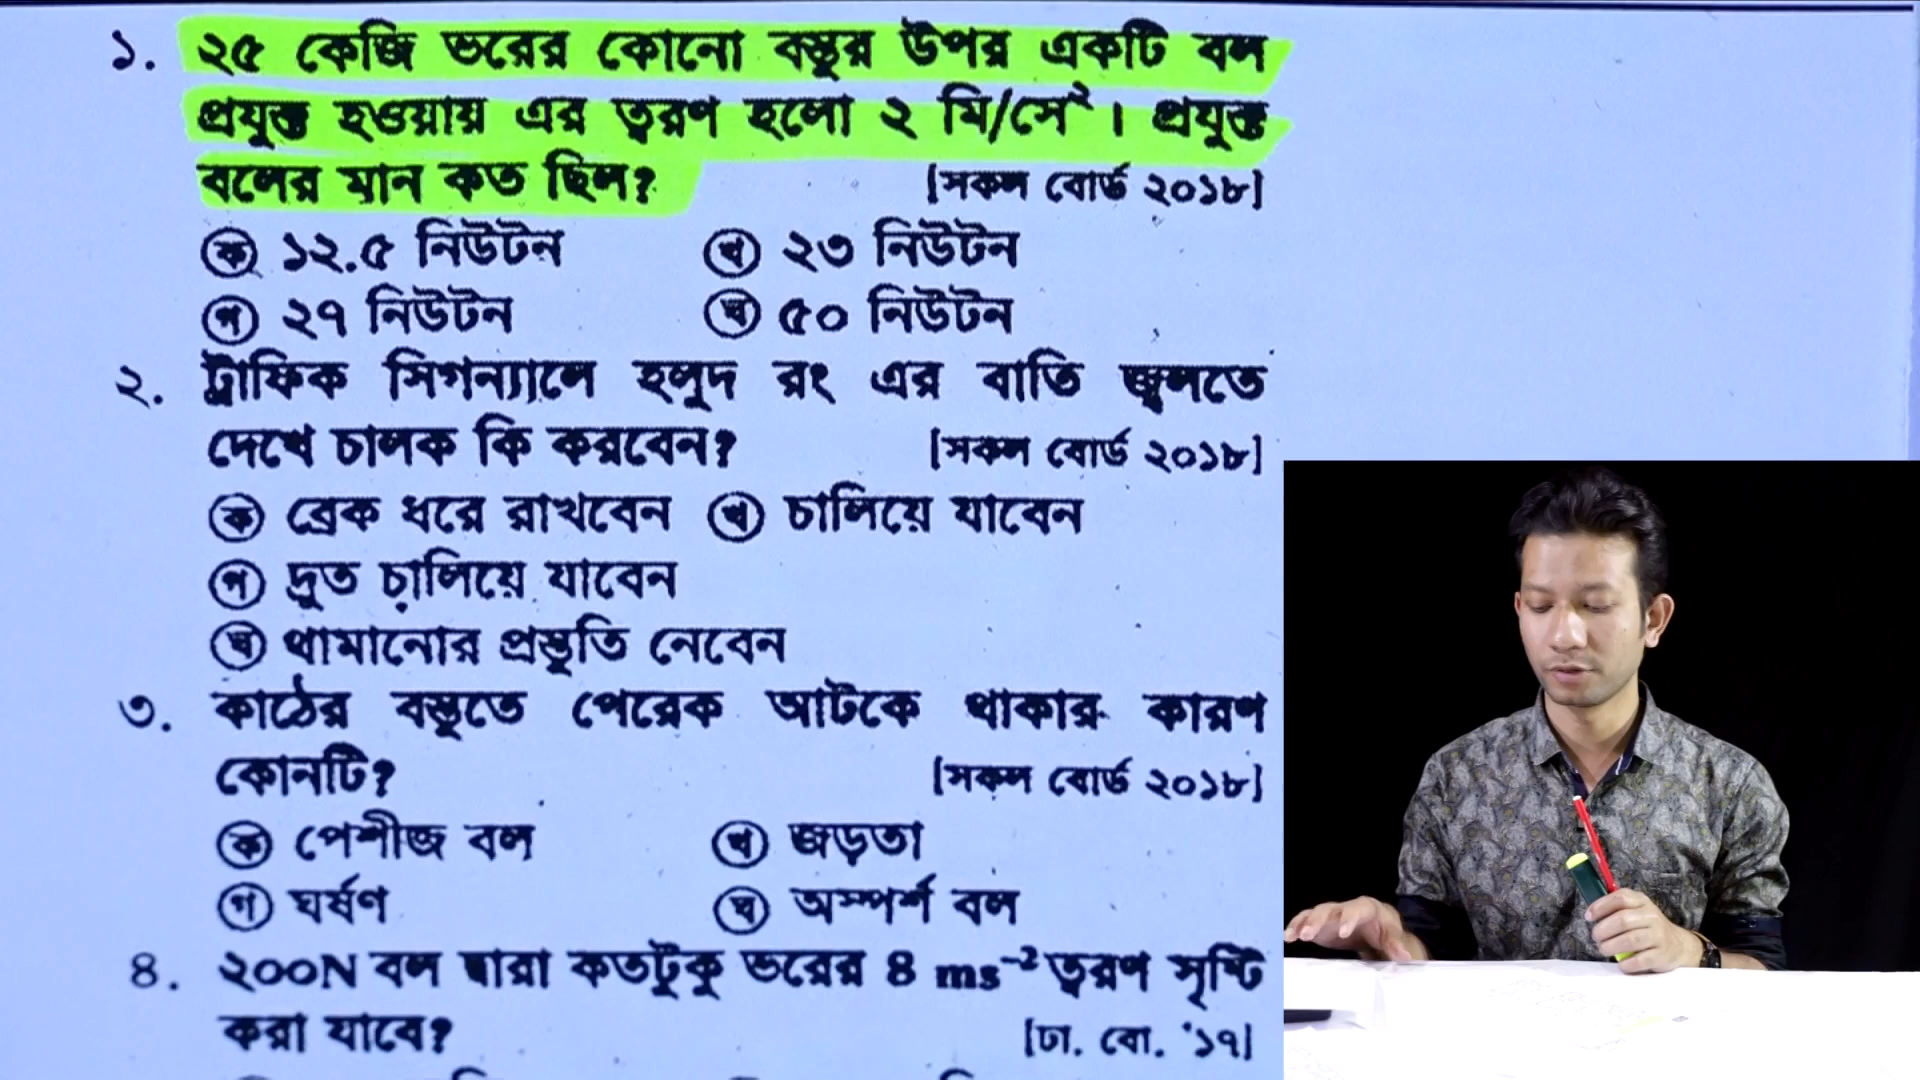 ১. ২৫ কেজি ভরের কোনো বস্তুর উপর একটি বল
প্রযুক্ত হওয়ায় এর ত্বরণ হলো ২ মি/সে²। প্রযুক্ত
বলের মান কত ছিল? [সকল বোর্ড ২০১৮]
ক ১২.৫ নিউটন খ ২৩ নিউটন
গ ২৭ নিউটন ঘ ৫০ নিউটন
২. ট্রাফিক সিগন্যালে হলুদ রং এর বাতি জ্বলতে
দেখে চালক কি করবেন? [সকল বোর্ড ২০১৮]
ক ব্রেক ধরে রাখবেন খ চালিয়ে যাবেন
গ দ্রুত চালিয়ে যাবেন
ঘ থামানোর প্রস্তুতি নেবেন
৩. কাঠের বস্তুতে পেরেক আটকে থাকার কারণ
কোনটি? [সকল বোর্ড ২০১৮]
ক পেশীজ বল খ জড়তা
গ ঘর্ষণ ঘ অস্পর্শ বল
৪. ২০০N বল দ্বারা কতটুকু ভরের ৪ ms⁻² ত্বরণ সৃষ্টি
করা যাবে? [ঢা. বো. '১৭]